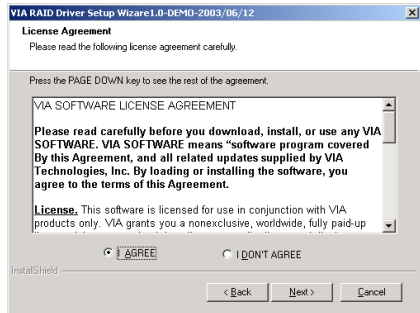 VIA RAID Driver Setup Wizare1.0-DEMO-2003/06/12
License Agreement
Please read the following license agreement carefully.
Press the PAGE DOWN key to see the rest of the agreement.
VIA SOFTWARE LICENSE AGREEMENT
Please read carefully before you download, install, or use any VIA
SOFTWARE. VIA SOFTWARE means "software program covered
By this Agreement, and all related updates supplied by VIA
Technologies, Inc. By loading or installing the software, you
agree to the terms of this Agreement.
License. This software is licensed for use in conjunction with VIA
products only. VIA grants you a nonexclusive, worldwide, fully paid-up
I AGREE
I DON'T AGREE
InstallShield
< Back
Next >
Cancel